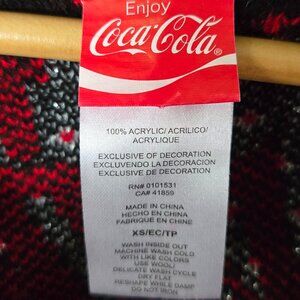 Enjoy
Coca-Cola
®
100% ACRYLIC/ ACRILICO/
ACRYLIQUE
EXCLUSIVE OF DECORATION
EXCLUYENDO LA DECORACION
EXCLUSIVE DE DECORATION
RN# 0101531
CA# 41859
MADE IN CHINA
HECHO EN CHINA
FABRIQUÉ EN CHINE
XS/EC/TP
WASH INSIDE OUT
MACHINE WASH COLD
WITH LIKE COLORS
USE WOOL
DELICATE WASH CYCLE
DRY FLAT
RESHAPE WHILE DAMP
DO NOT IRON